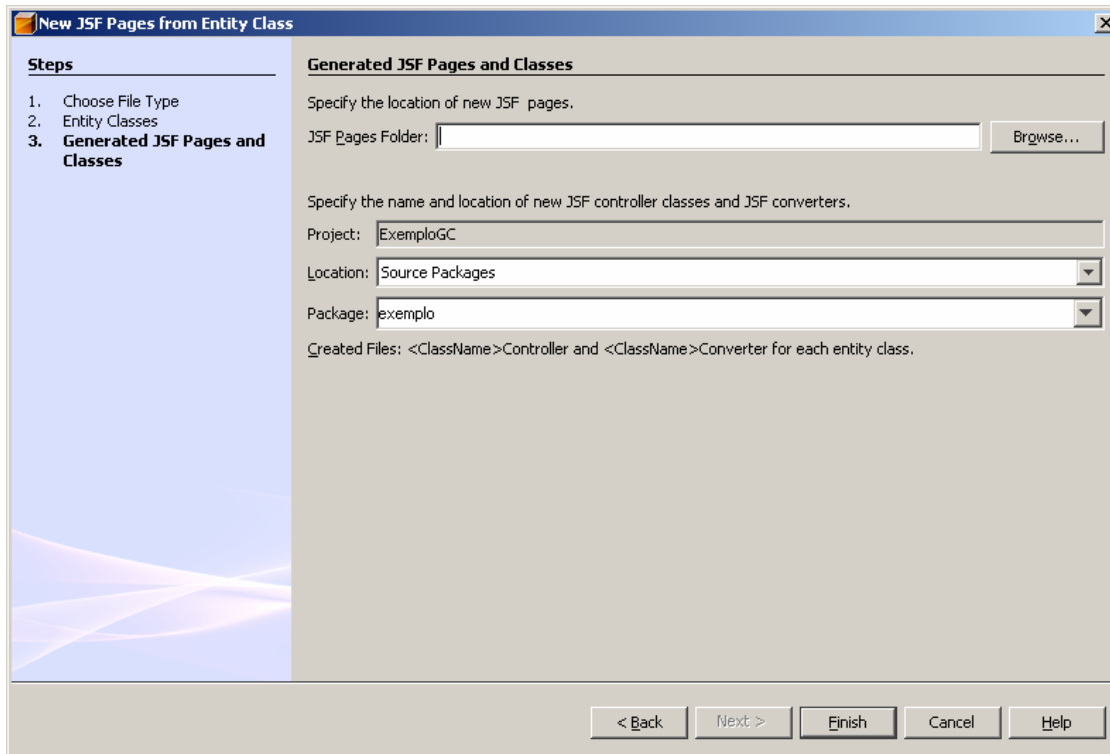 New JSF Pages from Entity Class
Steps
1. Choose File Type
2. Entity Classes
3. Generated JSF Pages and
Classes
Generated JSF Pages and Classes
Specify the location of new JSF pages.
JSF Pages Folder:
Browse...
Specify the name and location of new JSF controller classes and JSF converters.
Project: ExemploGC
Location: Source Packages
Package: exemplo
Created Files: <ClassName>Controller and <ClassName>Converter for each entity class.
< Back Next > Finish Cancel Help